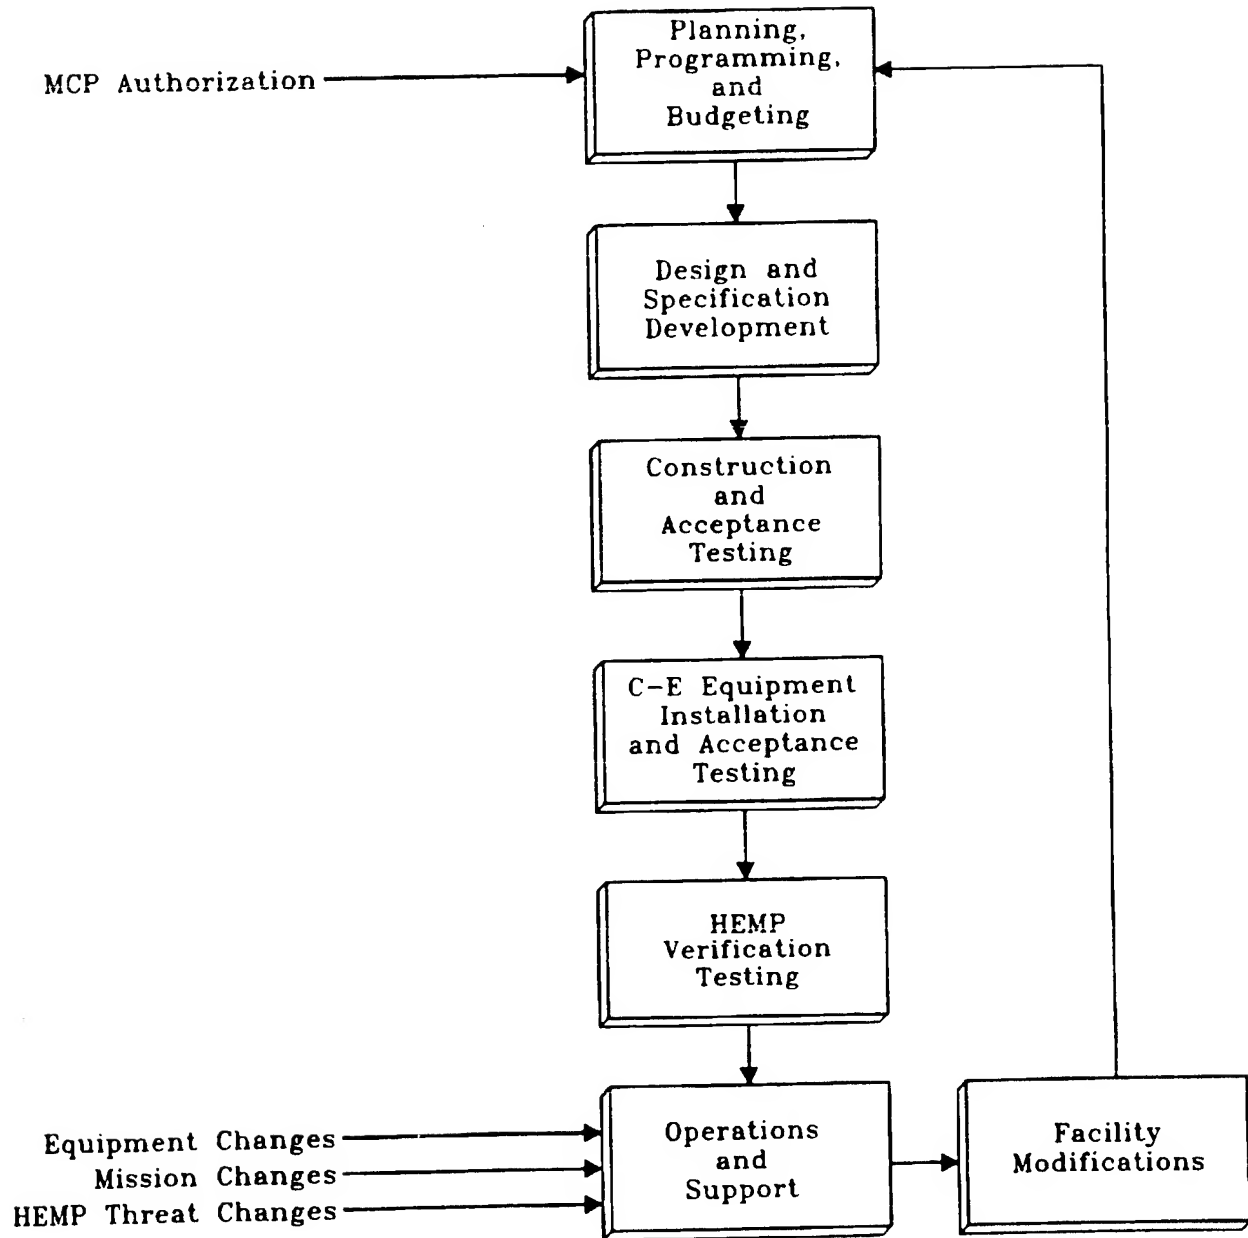 Planning,
Programming,
and
Budgeting
MCP Authorization
Design and
Specification
Development
Construction
and
Acceptance
Testing
C-E Equipment
Installation
and Acceptance
Testing
HEMP
Verification
Testing
Equipment Changes
Mission Changes
HEMP Threat Changes
Operations
and
Support
Facility
Modifications